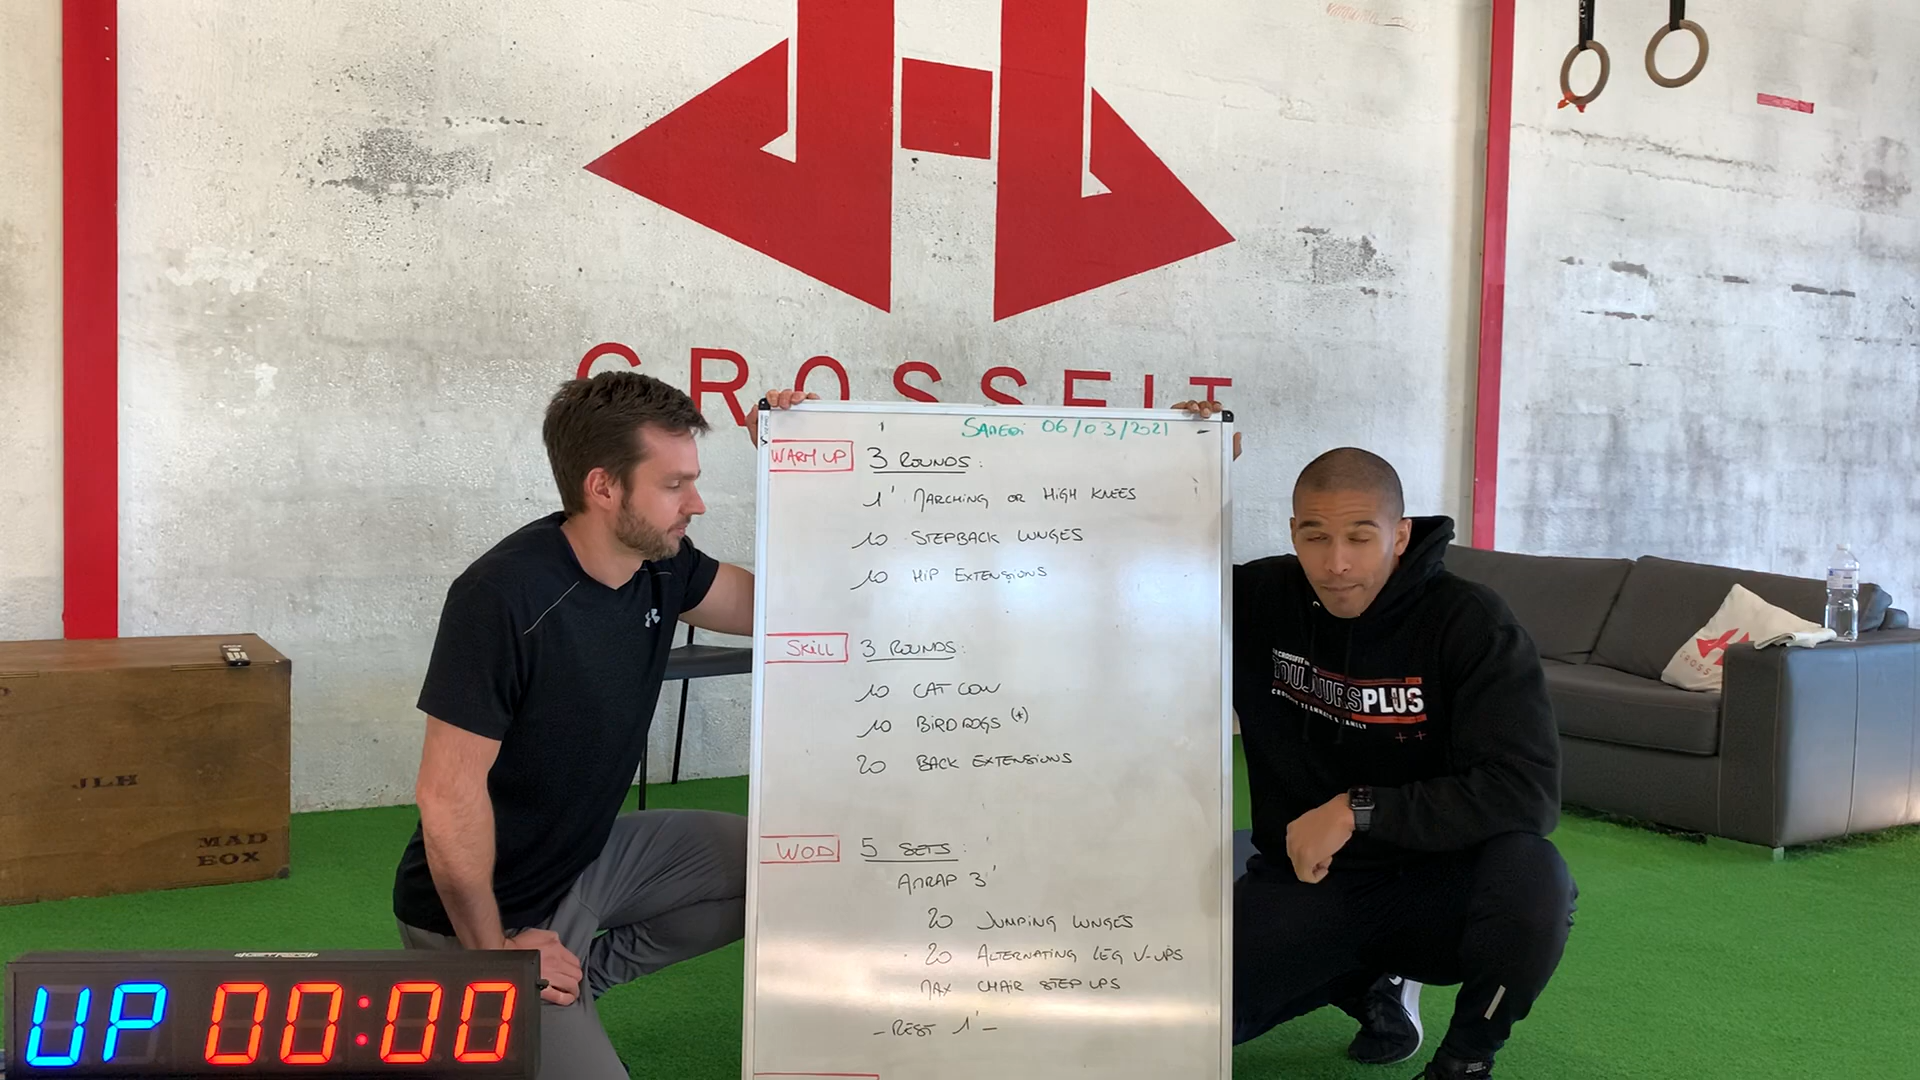 CROSSFIT
SAMEDI 06/03/2021
WARM UP 3 ROUNDS:
1' MARCHING OR HIGH KNEES
10 STEPBACK LUNGES
10 HIP EXTENSIONS
SKILL 3 ROUNDS:
10 CAT COW
10 BIRD DOGS (*)
20 BACK EXTENSIONS
WOD 5 SETS:
AMRAP 3'
20 JUMPING LUNGES
20 ALTERNATING LEG V-UPS
MAX CHAIR STEP UPS
- REST 1' -
TOUJOURSPLUS
JLH
MAD
BOX
UP 00:00